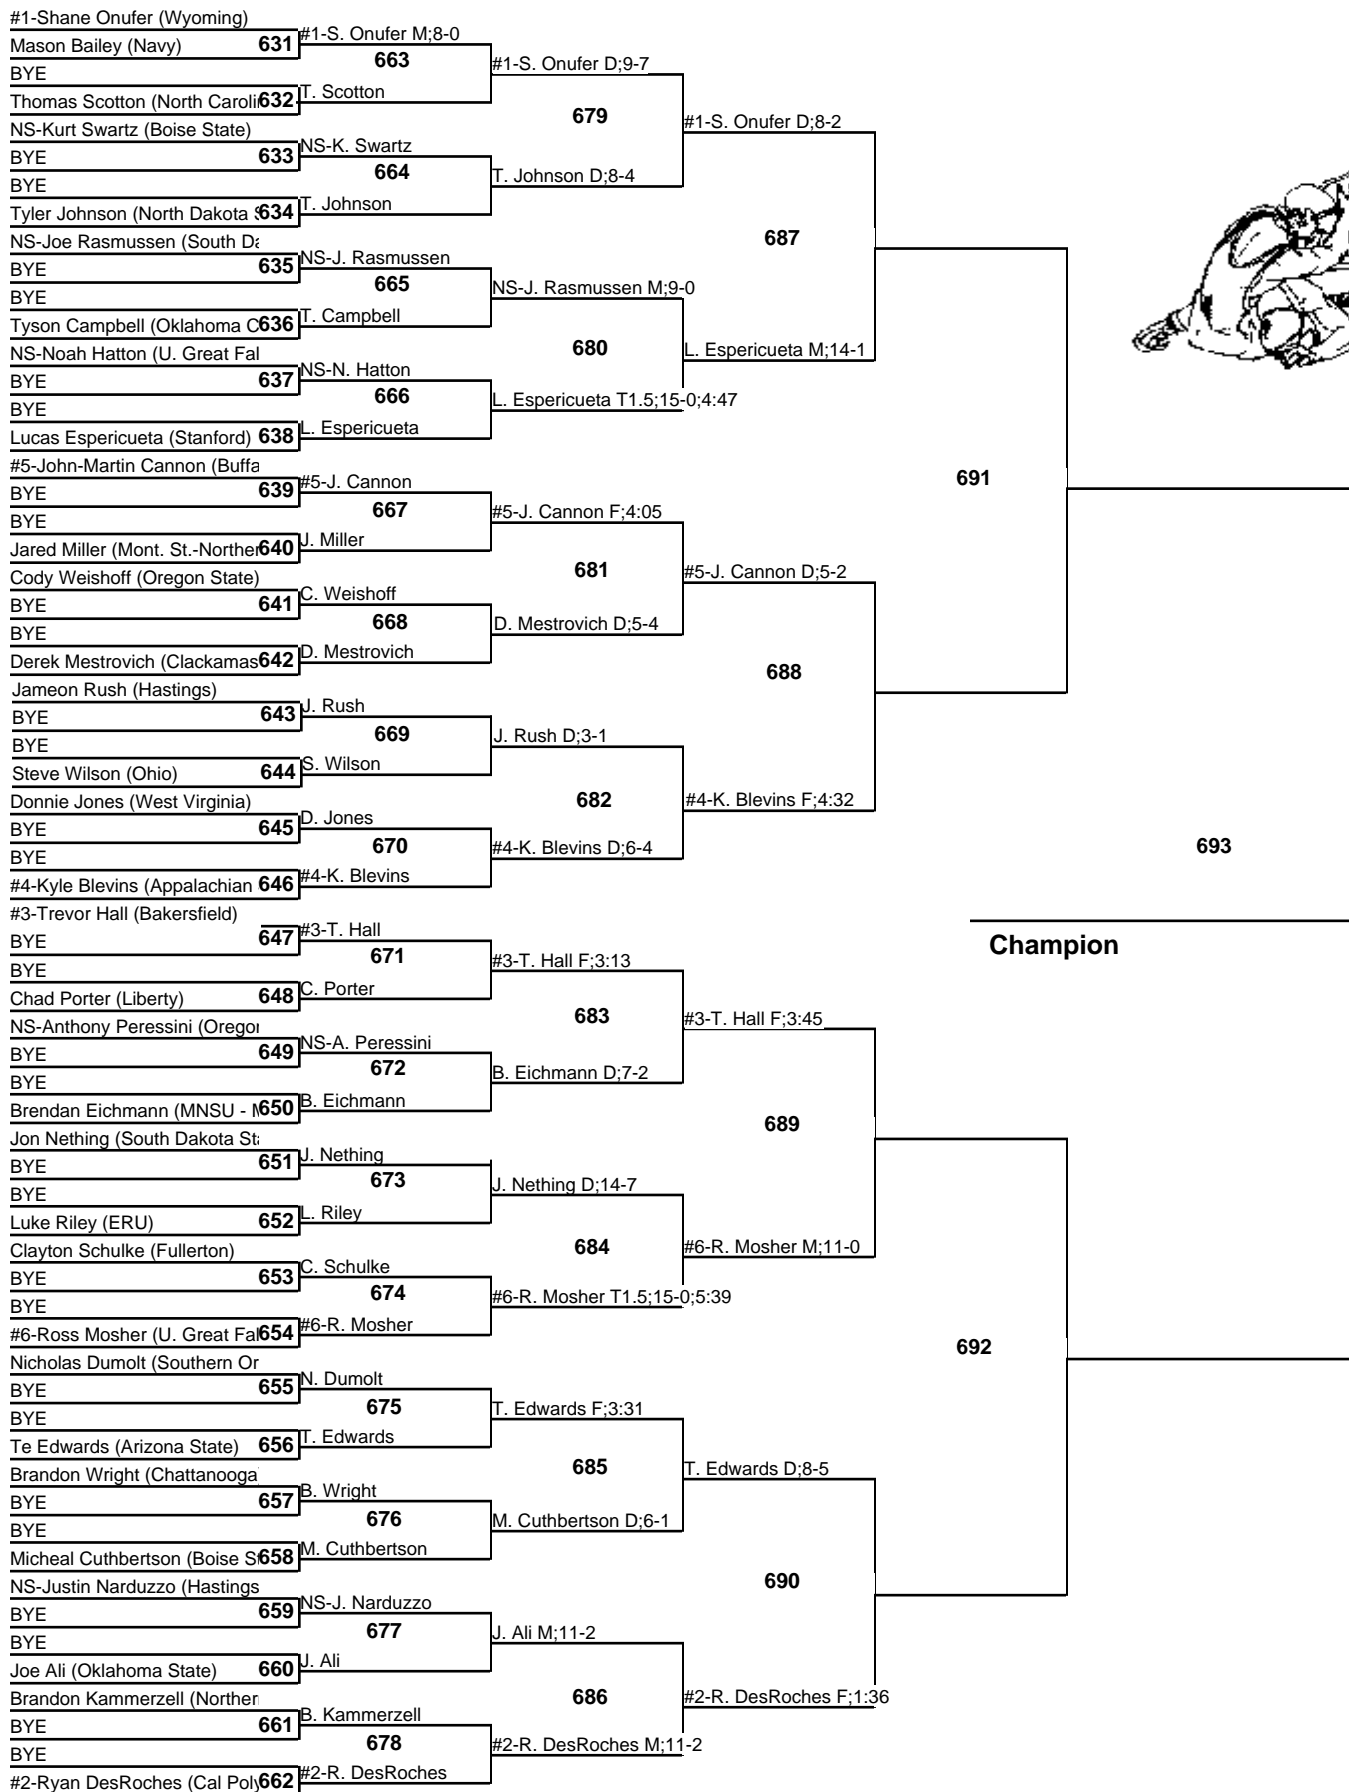 #1-Shane Onufer (Wyoming)
Mason Bailey (Navy) 631 #1-S. Onufer M;8-0
663
BYE #1-S. Onufer D;9-7
Thomas Scotton (North Caroli 632 T. Scotton
679 #1-S. Onufer D;8-2
NS-Kurt Swartz (Boise State)
BYE 633 NS-K. Swartz
664
BYE T. Johnson D;8-4
Tyler Johnson (North Dakota S 634 T. Johnson
687
NS-Joe Rasmussen (South Da
BYE 635 NS-J. Rasmussen
665
BYE NS-J. Rasmussen M;9-0
Tyson Campbell (Oklahoma C 636 T. Campbell
680 L. Espericueta M;14-1
NS-Noah Hatton (U. Great Fal
BYE 637 NS-N. Hatton
666
BYE L. Espericueta T1.5;15-0;4:47
Lucas Espericueta (Stanford) 638 L. Espericueta
#5-John-Martin Cannon (Buffa
691
BYE 639 #5-J. Cannon
667
BYE #5-J. Cannon F;4:05
Jared Miller (Mont. St.-Norther 640 J. Miller
681 #5-J. Cannon D;5-2
Cody Weishoff (Oregon State)
BYE 641 C. Weishoff
668
BYE D. Mestrovich D;5-4
Derek Mestrovich (Clackamas 642 D. Mestrovich
688
Jameon Rush (Hastings)
BYE 643 J. Rush
669
BYE J. Rush D;3-1
Steve Wilson (Ohio) 644 S. Wilson
682 #4-K. Blevins F;4:32
Donnie Jones (West Virginia)
BYE 645 D. Jones
670 693
BYE #4-K. Blevins D;6-4
#4-Kyle Blevins (Appalachian 646 #4-K. Blevins
#3-Trevor Hall (Bakersfield)
BYE 647 #3-T. Hall
Champion
671
BYE #3-T. Hall F;3:13
Chad Porter (Liberty) 648 C. Porter
683 #3-T. Hall F;3:45
NS-Anthony Peressini (Orego
BYE 649 NS-A. Peressini
672
BYE B. Eichmann D;7-2
Brendan Eichmann (MNSU - M 650 B. Eichmann
689
Jon Nething (South Dakota Sta
BYE 651 J. Nething
673
BYE J. Nething D;14-7
Luke Riley (ERU) 652 L. Riley
684 #6-R. Mosher M;11-0
Clayton Schulke (Fullerton)
BYE 653 C. Schulke
674
BYE #6-R. Mosher T1.5;15-0;5:39
#6-Ross Mosher (U. Great Fal 654 #6-R. Mosher
692
Nicholas Dumolt (Southern Or
BYE 655 N. Dumolt
675
BYE T. Edwards F;3:31
Te Edwards (Arizona State) 656 T. Edwards
685 T. Edwards D;8-5
Brandon Wright (Chattanooga
BYE 657 B. Wright
676
BYE M. Cuthbertson D;6-1
Micheal Cuthbertson (Boise St 658 M. Cuthbertson
690
NS-Justin Narduzzo (Hastings
BYE 659 NS-J. Narduzzo
677
BYE J. Ali M;11-2
Joe Ali (Oklahoma State) 660 J. Ali
686 #2-R. DesRoches F;1:36
Brandon Kammerzell (Norther
BYE 661 B. Kammerzell
678
BYE #2-R. DesRoches M;11-2
#2-Ryan DesRoches (Cal Poly 662 #2-R. DesRoches